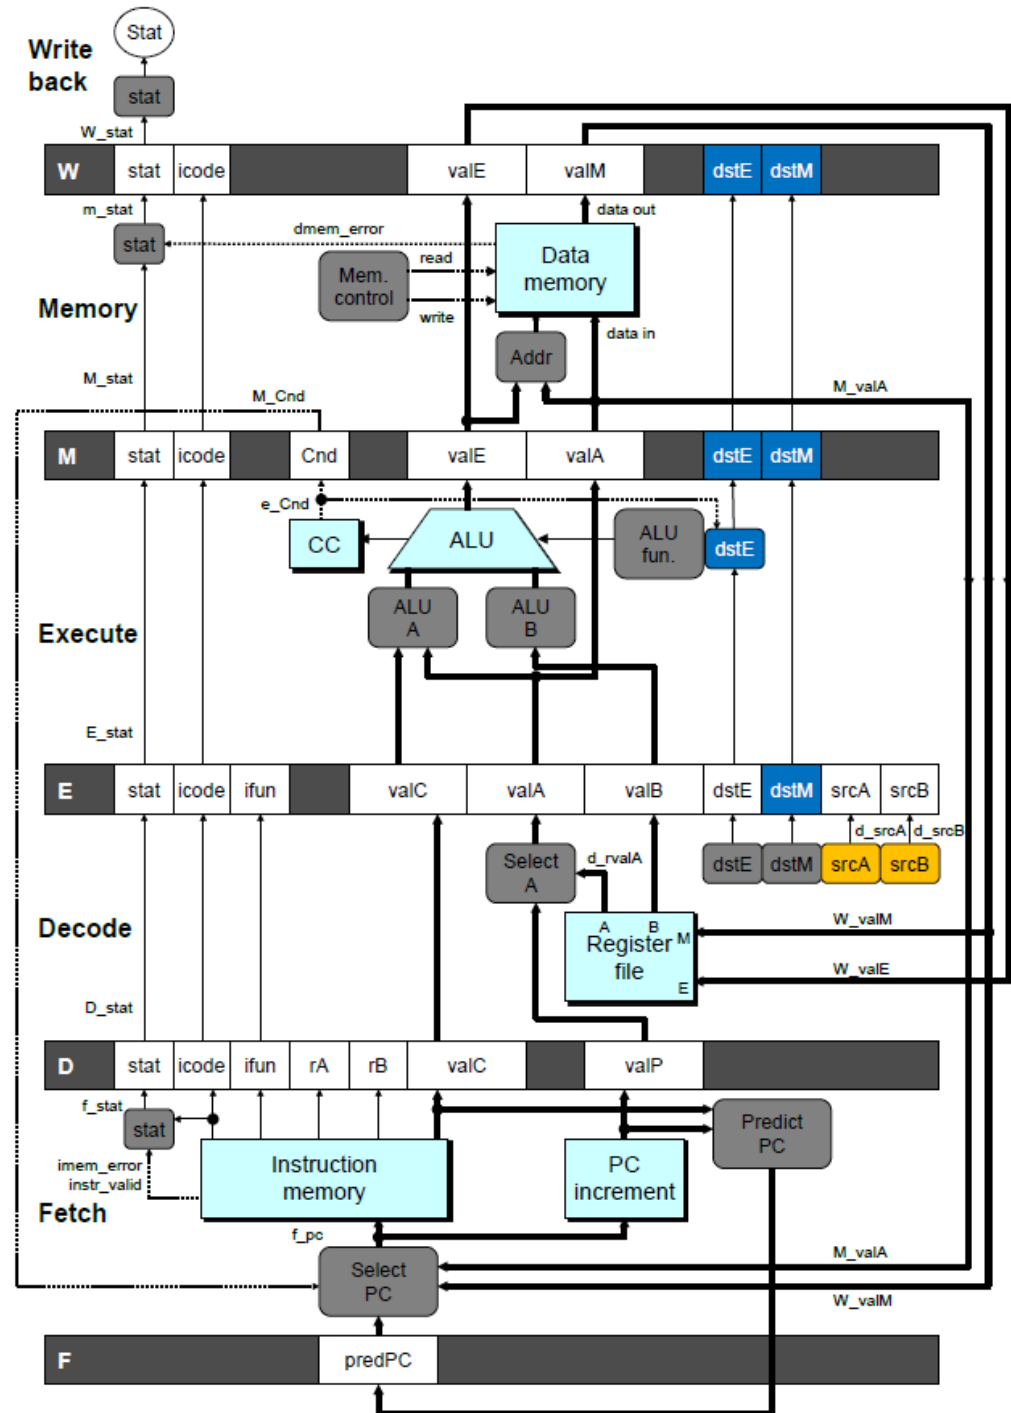 Stat
Write
back
stat
W_stat
W stat icode valE valM dstE dstM
m_stat
data out
dmem_error
stat
read
Mem.
control
Data
memory
Memory
write
data in
Addr
M_stat
M_valA
M_Cnd
M stat icode Cnd valE valA dstE dstM
e_Cnd
CC
ALU
ALU
fun.
dstE
ALU
A
ALU
B
Execute
E_stat
E stat icode ifun valC valA valB dstE dstM srcA srcB
d_srcA d_srcB
Select
A
d_rvalA
dstE dstM srcA srcB
Decode
A B
M
Register
file
E
W_valM
W_valE
D_stat
D stat icode ifun rA rB valC valP
f_stat
stat
Predict
PC
imem_error
instr_valid
Instruction
memory
PC
increment
Fetch
f_pc
M_valA
Select
PC
W_valM
F predPC